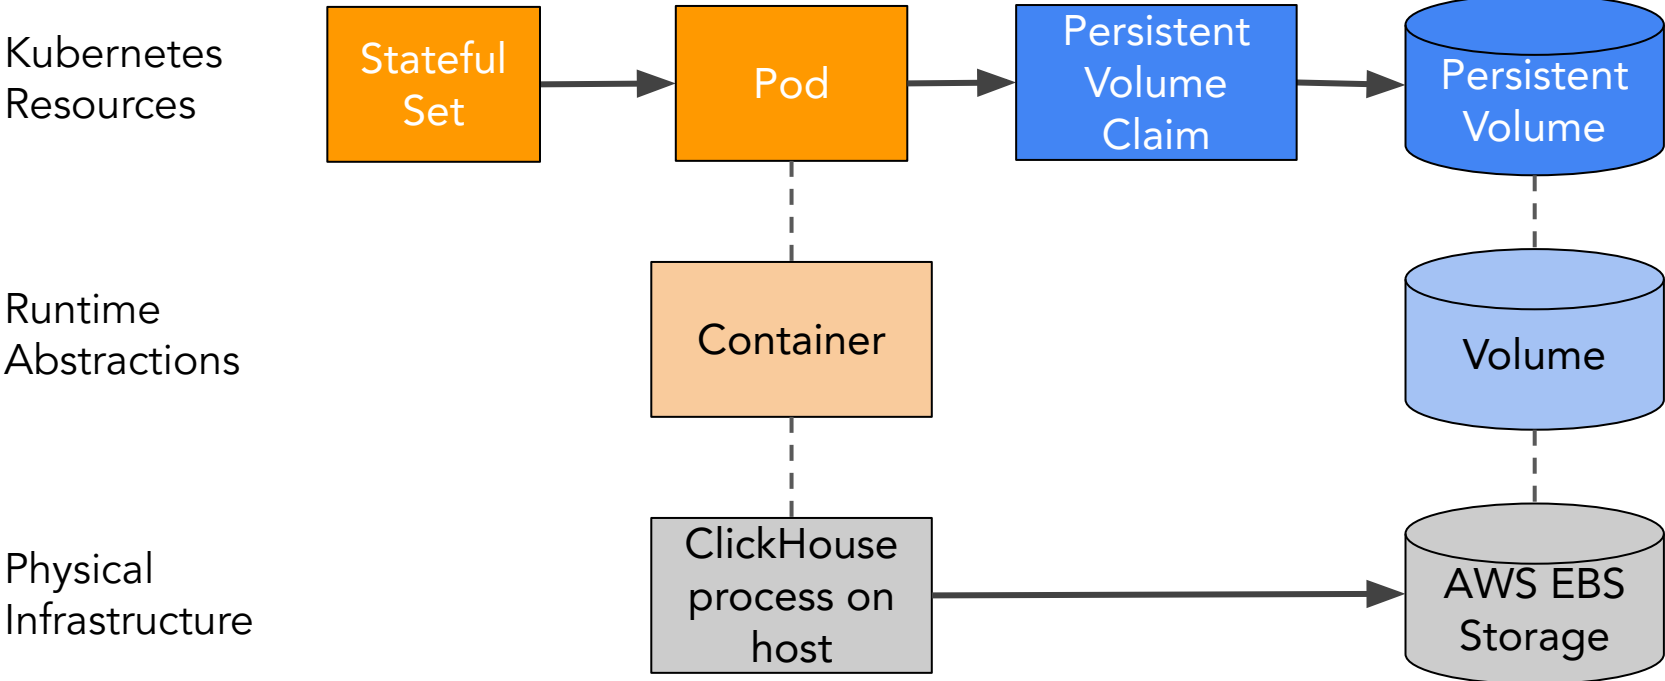 Kubernetes
Resources
Stateful
Set
Pod
Persistent
Volume
Claim
Persistent
Volume
Runtime
Abstractions
Container
Volume
Physical
Infrastructure
ClickHouse
process on
host
AWS EBS
Storage